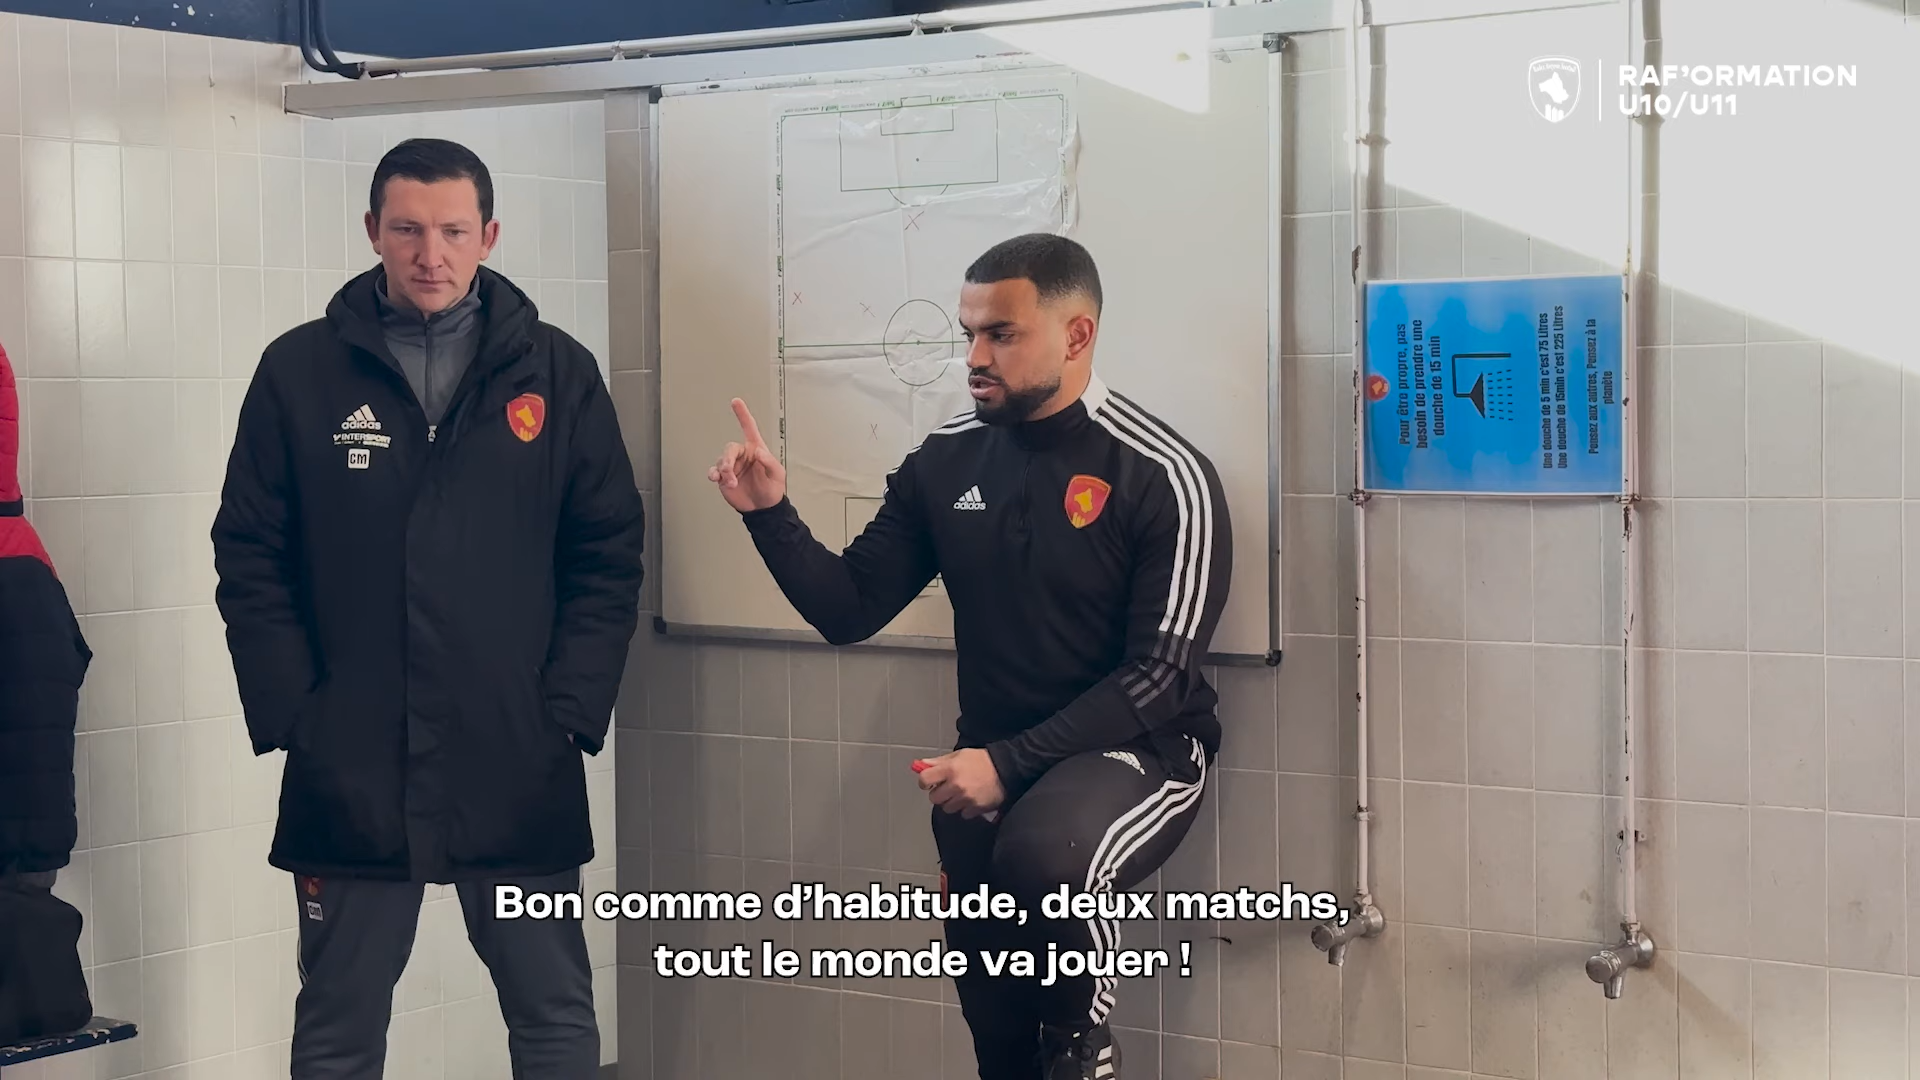 RAF'ORMATION
U10/U11
adidas
INTERSPORT
CM
adidas
Pour être propre, pas
besoin de prendre une
douche de 15 min
Une douche de 5 min c'est 75 Litres
Une douche de 15min c'est 225 Litres
Pensez aux autres, Pensez à la
planète
Bon comme d'habitude, deux matchs,
tout le monde va jouer !